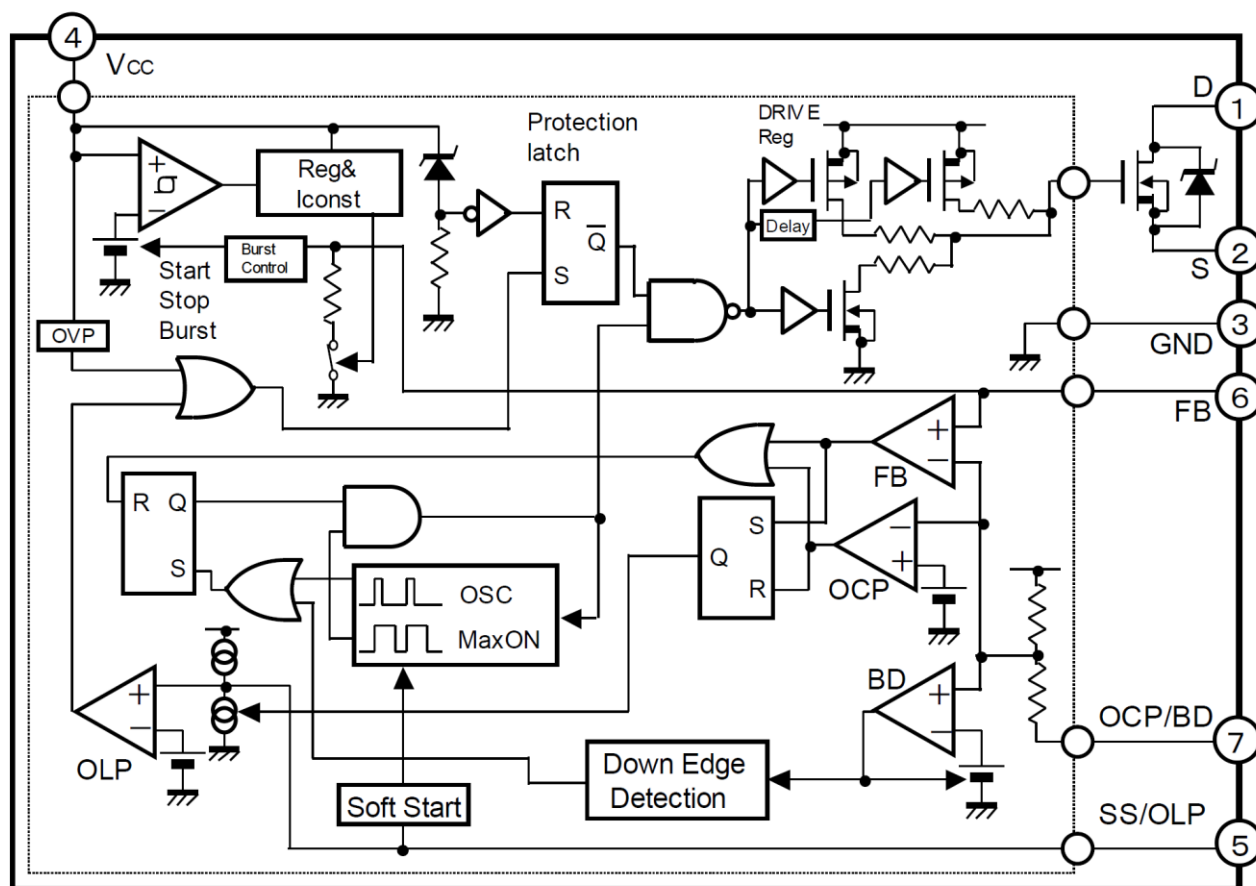 4
VCC
D
1
Protection
latch
DRIVE
Reg
+
−
Reg&
Iconst
R
Q
S
Delay
Burst
Control
Start
Stop
Burst
2
S
OVP
3
GND
6
FB
+
−
FB
R
Q
S
S
Q
R
−
+
OCP
OSC
MaxON
BD
+
−
+
−
OLP
OCP/BD
7
Down Edge
Detection
Soft Start
SS/OLP
5